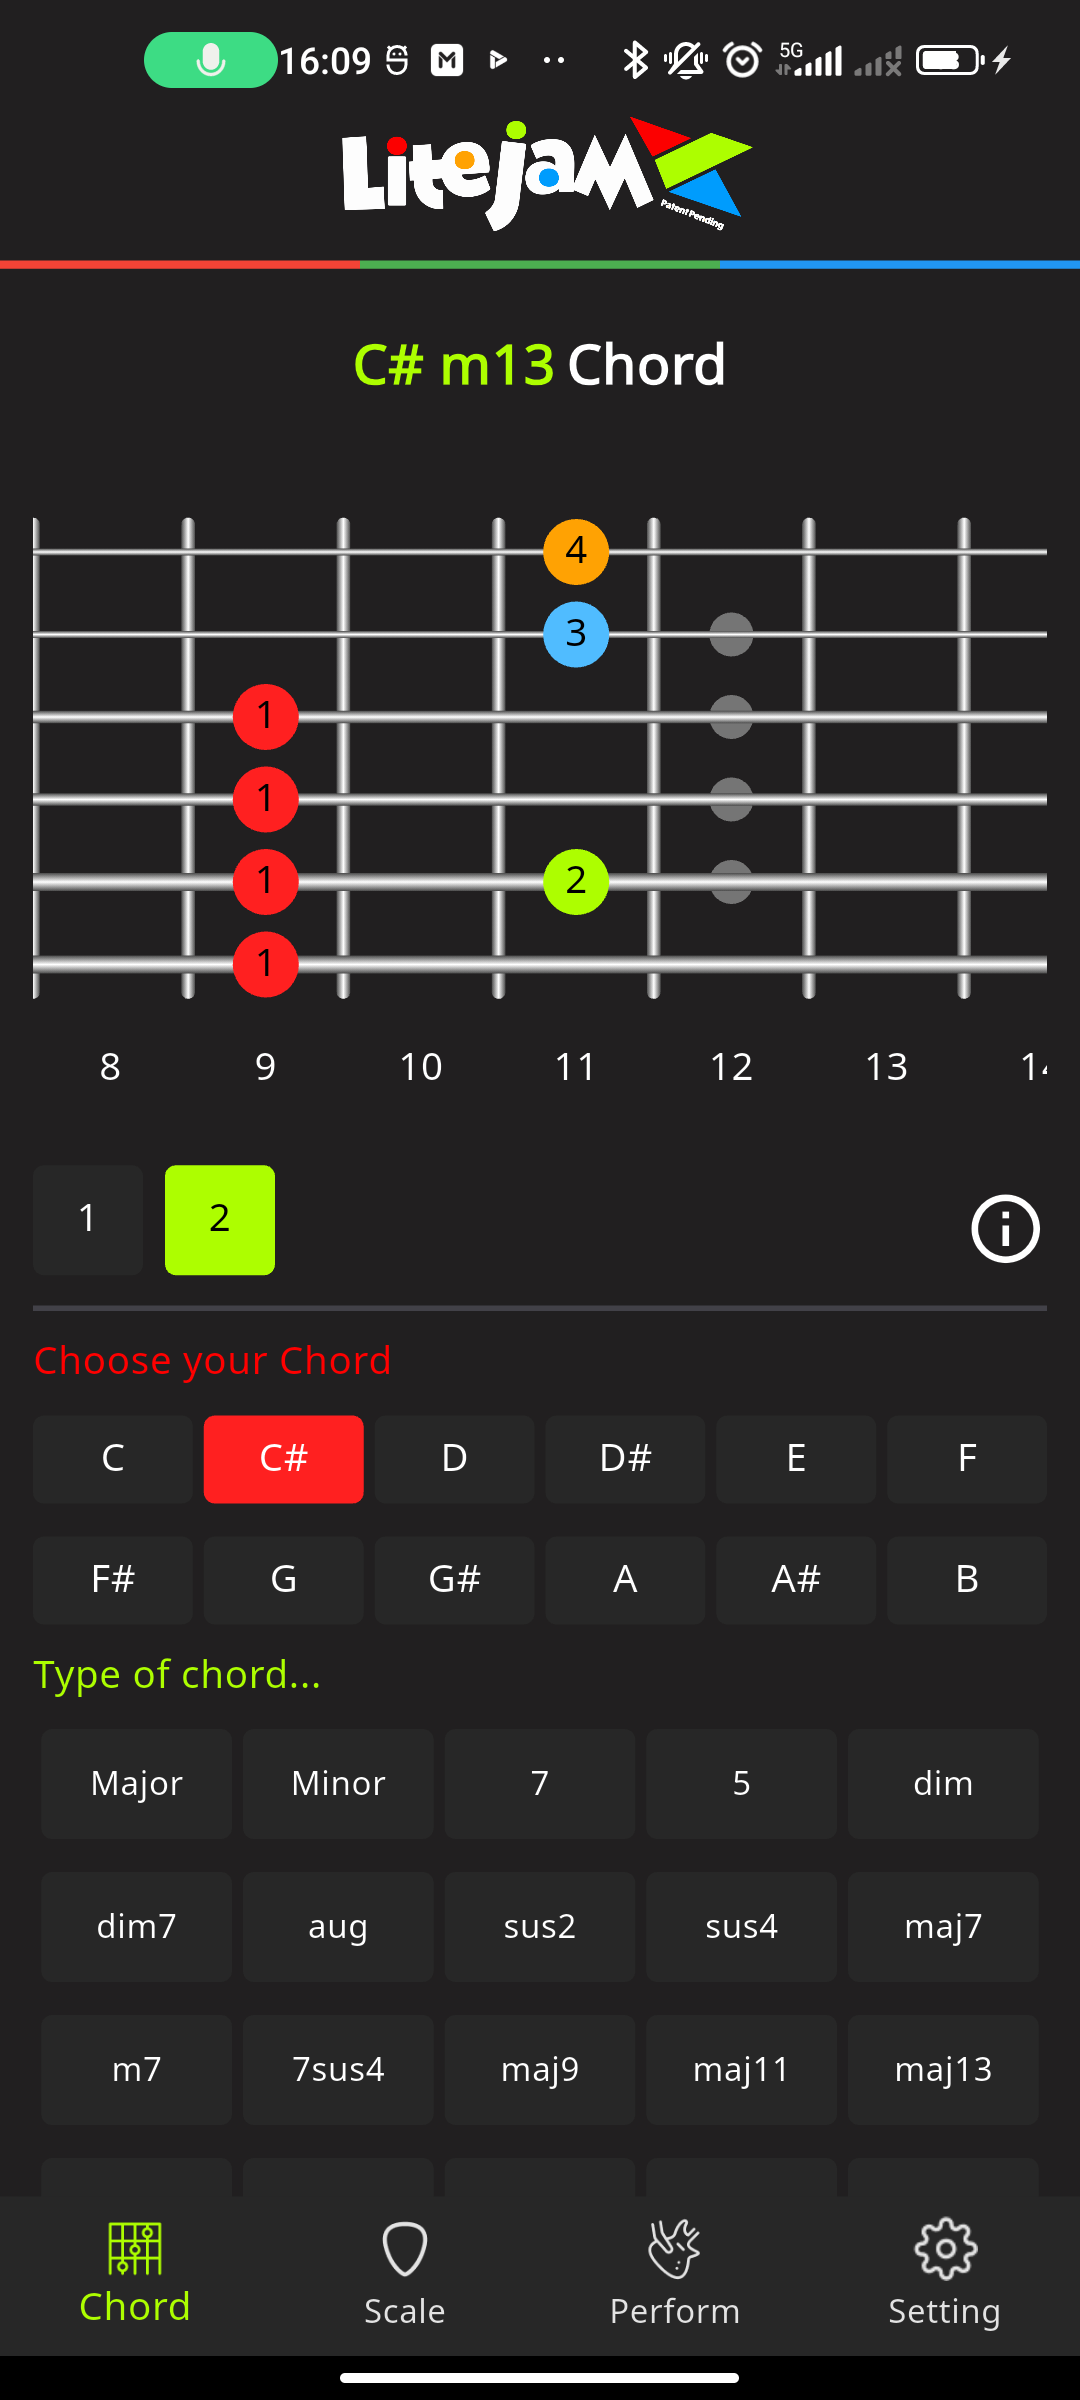 16:09 5G
LiteJam
Patent Pending
C# m13 Chord
4
3
1
1
1 2
1
8 9 10 11 12 13
1 2
Choose your Chord
C C# D D# E F
F# G G# A A# B
Type of chord...
Major Minor 7 5 dim
dim7 aug sus2 sus4 maj7
m7 7sus4 maj9 maj11 maj13
Chord Scale Perform Setting